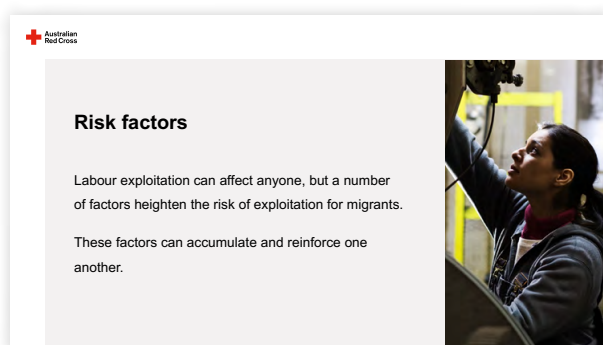 Australian
Red Cross
Risk factors
Labour exploitation can affect anyone, but a number
of factors heighten the risk of exploitation for migrants.
These factors can accumulate and reinforce one
another.